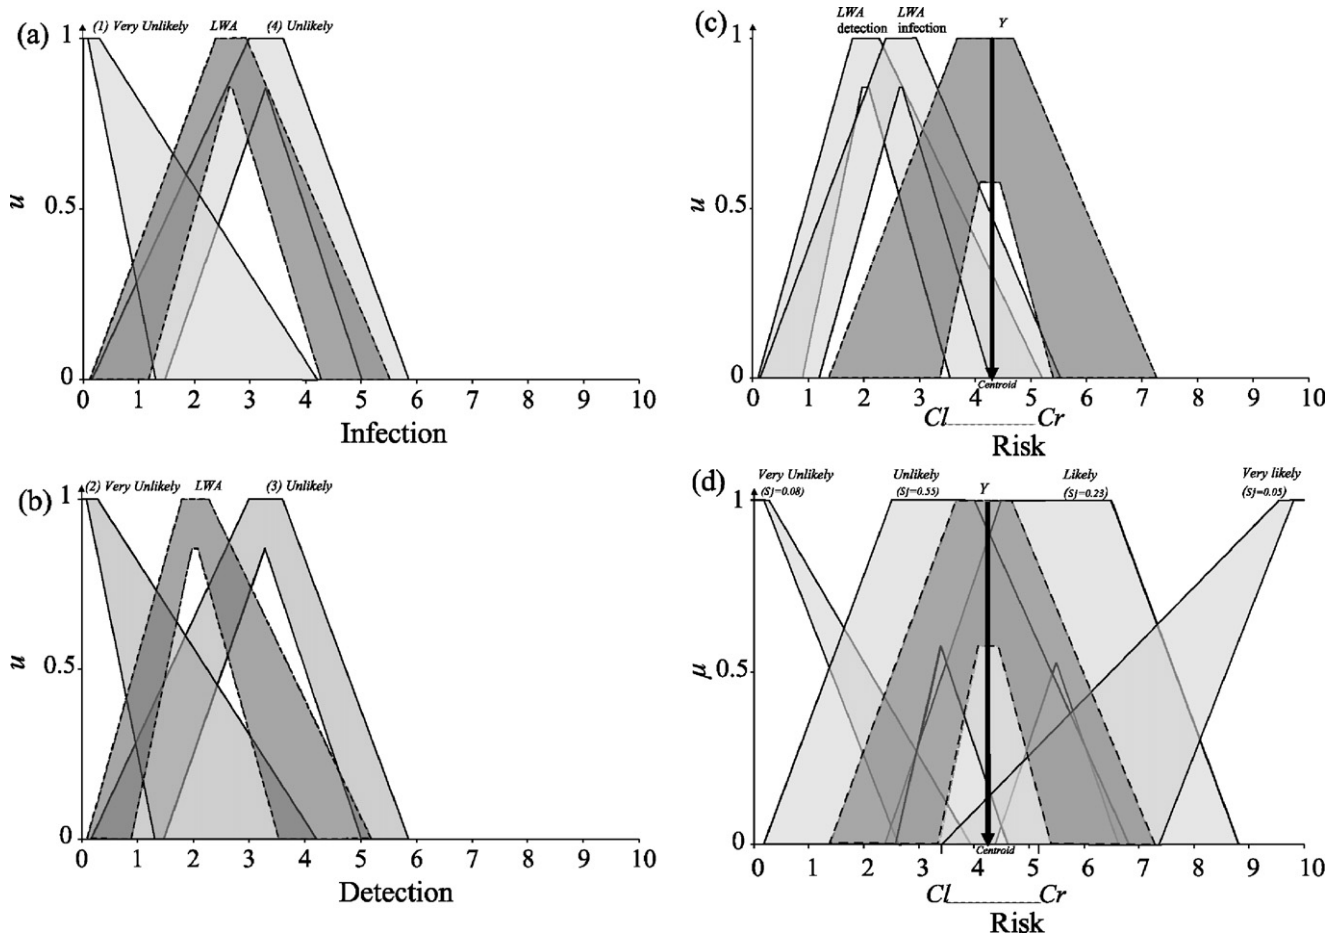 (a)
(1) Very Unlikely LWA (4) Unlikely
1
0.5
u
0
0 1 2 3 4 5 6 7 8 9 10
Infection
(b)
(2) Very Unlikely LWA (3) Unlikely
1
0.5
u
0
0 1 2 3 4 5 6 7 8 9 10
Detection
(c)
LWA detection
LWA infection
Y
1
0.5
u
0
Centroid
0 1 2 3 4 5 6 7 8 9 10
Cl Cr
Risk
(d)
Very Unlikely
(Sj=0.08)
Unlikely
(Sj=0.55)
Y
Likely
(Sj=0.23)
Very likely
(Sj=0.05)
1
0.5
μ
0
Centroid
0 1 2 3 4 5 6 7 8 9 10
Cl Cr
Risk